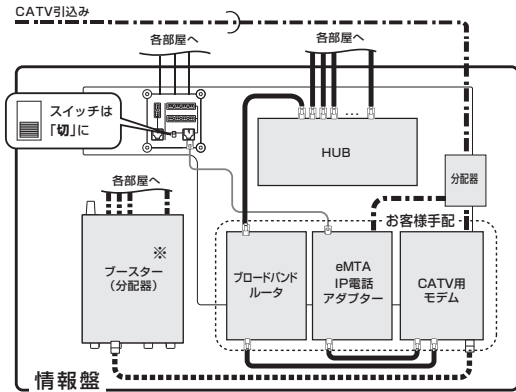 CATV引込み
各部屋へ
各部屋へ
スイッチは
「切」に
HUB
分配器
各部屋へ
お客様手配
※
ブースター
（分配器）
ブロードバンド
ルータ
eMTA
IP電話
アダプター
CATV用
モデム
情報盤